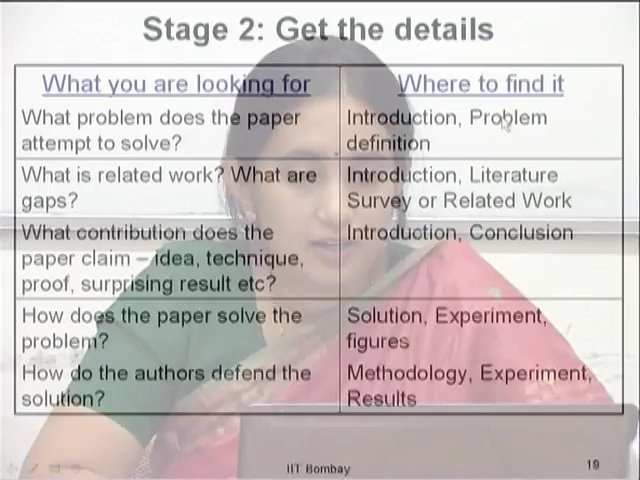 Stage 2: Get the details
What you are looking for
Where to find it
What problem does the paper
attempt to solve?
Introduction, Problem
definition
What is related work? What are
gaps?
Introduction, Literature
Survey or Related Work
What contribution does the
paper claim – idea, technique,
proof, surprising result etc?
Introduction, Conclusion
How does the paper solve the
problem?
Solution, Experiment,
figures
How do the authors defend the
solution?
Methodology, Experiment,
Results
IIT Bombay
19